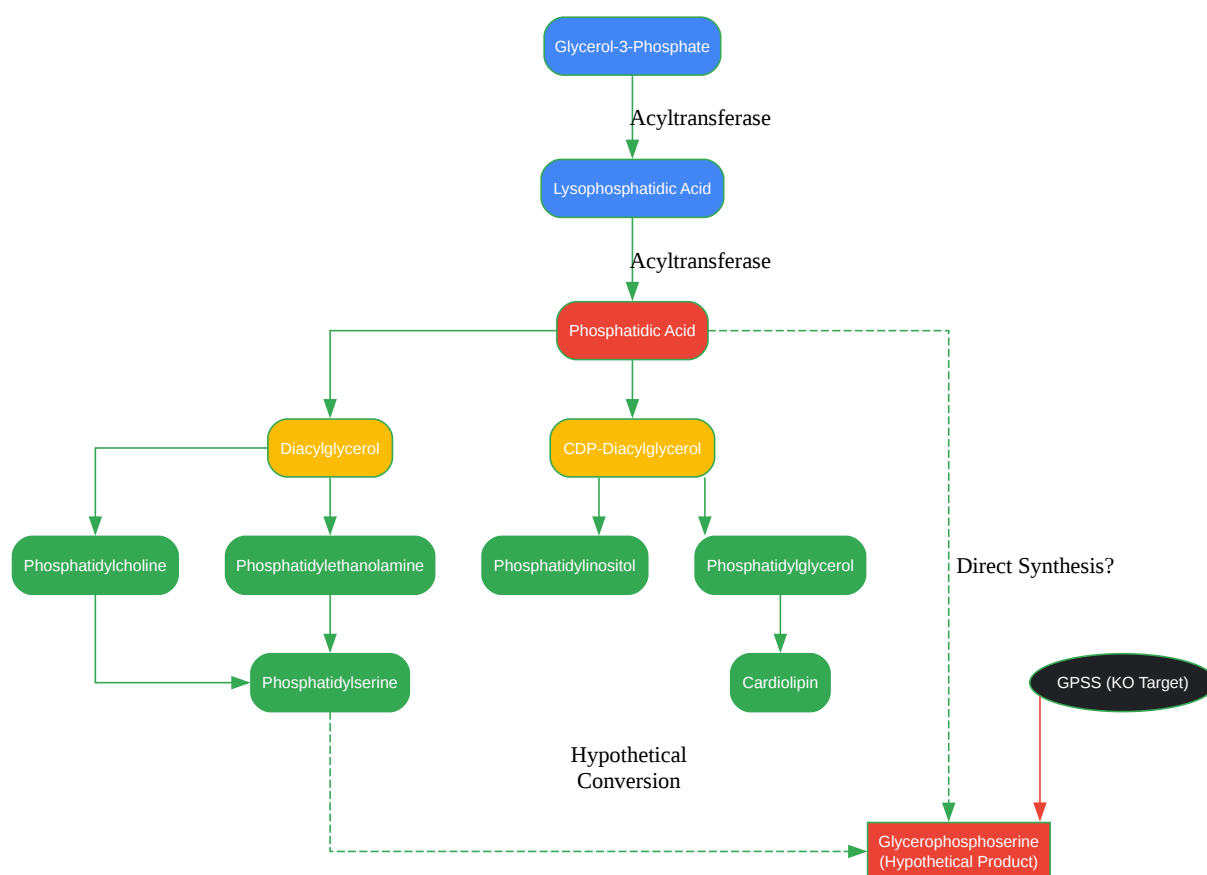 Glycerol-3-Phosphate
Acyltransferase
Lysophosphatidic Acid
Acyltransferase
Phosphatidic Acid
Diacylglycerol
CDP-Diacylglycerol
Phosphatidylcholine
Phosphatidylethanolamine
Phosphatidylinositol
Phosphatidylglycerol
Direct Synthesis?
Phosphatidylserine
Cardiolipin
GPSS (KO Target)
Hypothetical
Conversion
Glycerophosphoserine
(Hypothetical Product)